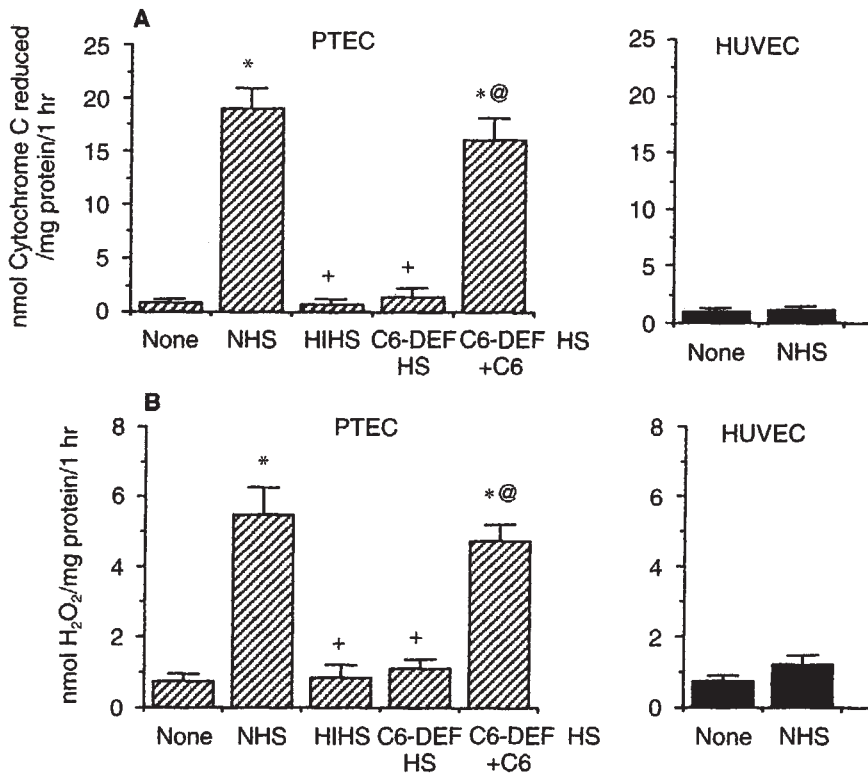 A
PTEC
HUVEC
nmol Cytochrome C reduced
/mg protein/1 hr
25
20
15
10
5
0
* 
*@
+
+
None NHS HIHS C6-DEF C6-DEF HS
HS +C6
25
20
15
10
5
0
None NHS
B
PTEC
HUVEC
nmol H₂O₂/mg protein/1 hr
8
6
4
2
0
*
*@
+
+
None NHS HIHS C6-DEF C6-DEF HS
HS +C6
8
6
4
2
0
None NHS